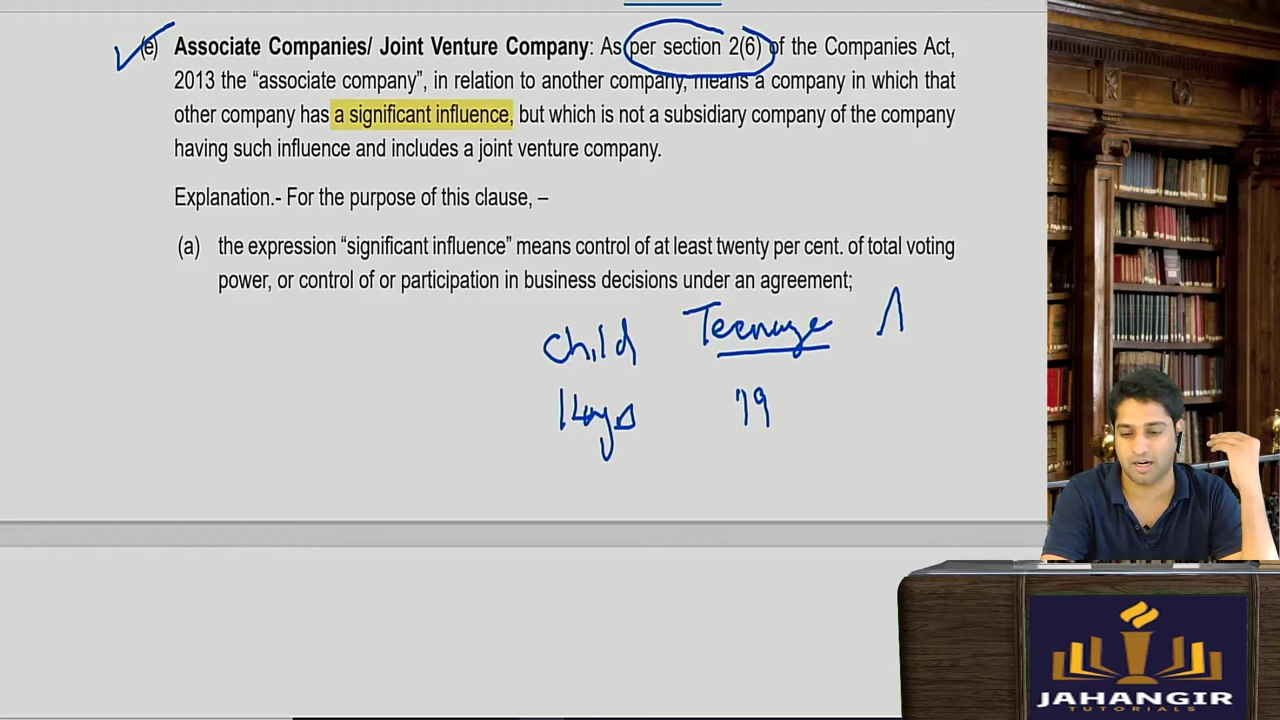 (e) Associate Companies/ Joint Venture Company: As per section 2(6) of the Companies Act,
2013 the “associate company”, in relation to another company, means a company in which that
other company has a significant influence, but which is not a subsidiary company of the company
having such influence and includes a joint venture company.
Explanation.- For the purpose of this clause, –
(a) the expression “significant influence” means control of at least twenty per cent. of total voting
power, or control of or participation in business decisions under an agreement;
Child Teenage
19
JAHANGIR
TUTORIALS